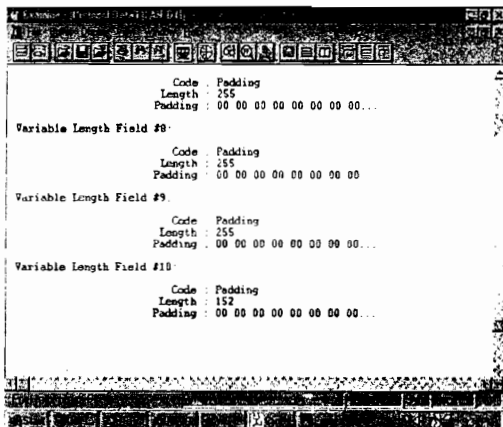 Code . Padding
Length : 255
Padding : 00 00 00 00 00 00 00 00...
Variable Length Field #8:
Code . Padding
Length : 255
Padding : 00 00 00 00 00 00 00 00
Variable Length Field #9.
Code Padding
Length : 255
Padding . 00 00 00 00 00 00 00 00...
Variable Length Field #10:
Code : Padding
Length : 152
Padding : 00 00 00 00 00 00 00 00...